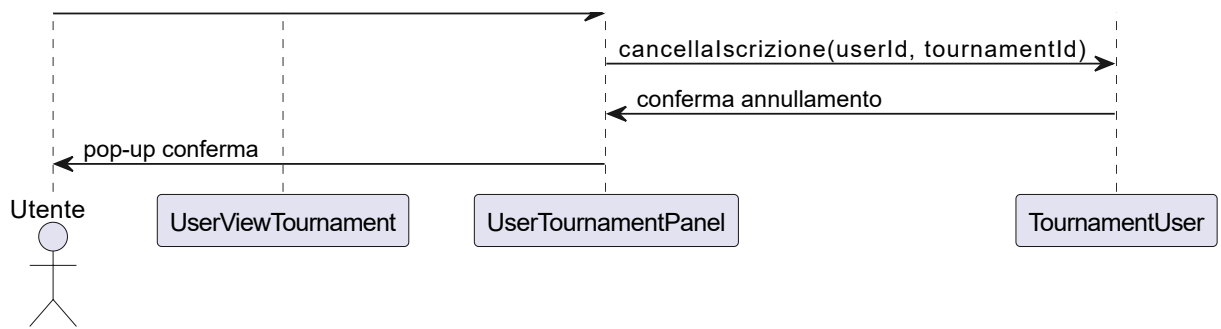 cancellaIscrizione(userId, tournamentId)
conferma annullamento
pop-up conferma
Utente
UserViewTournament
UserTournamentPanel
TournamentUser